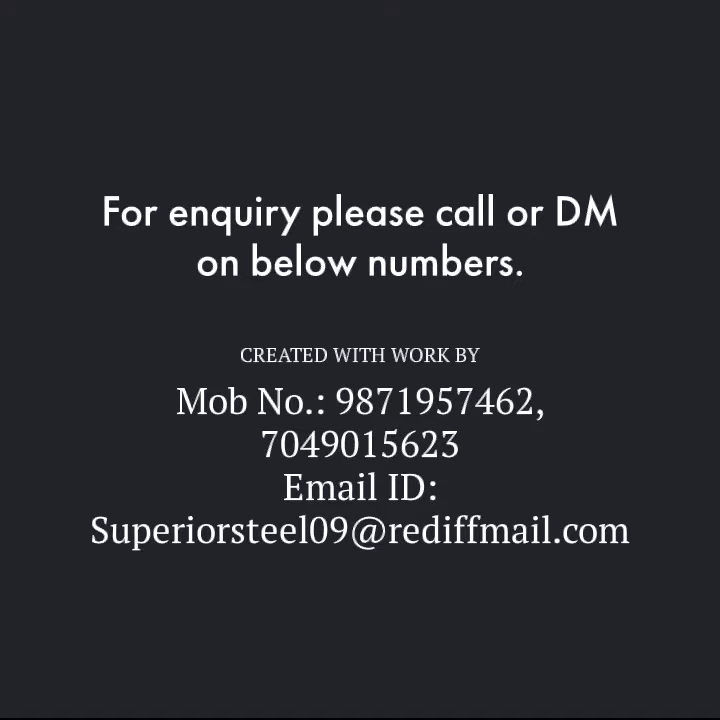 For enquiry please call or DM
on below numbers.
CREATED WITH WORK BY
Mob No.: 9871957462,
7049015623
Email ID:
Superiorsteel09@rediffmail.com